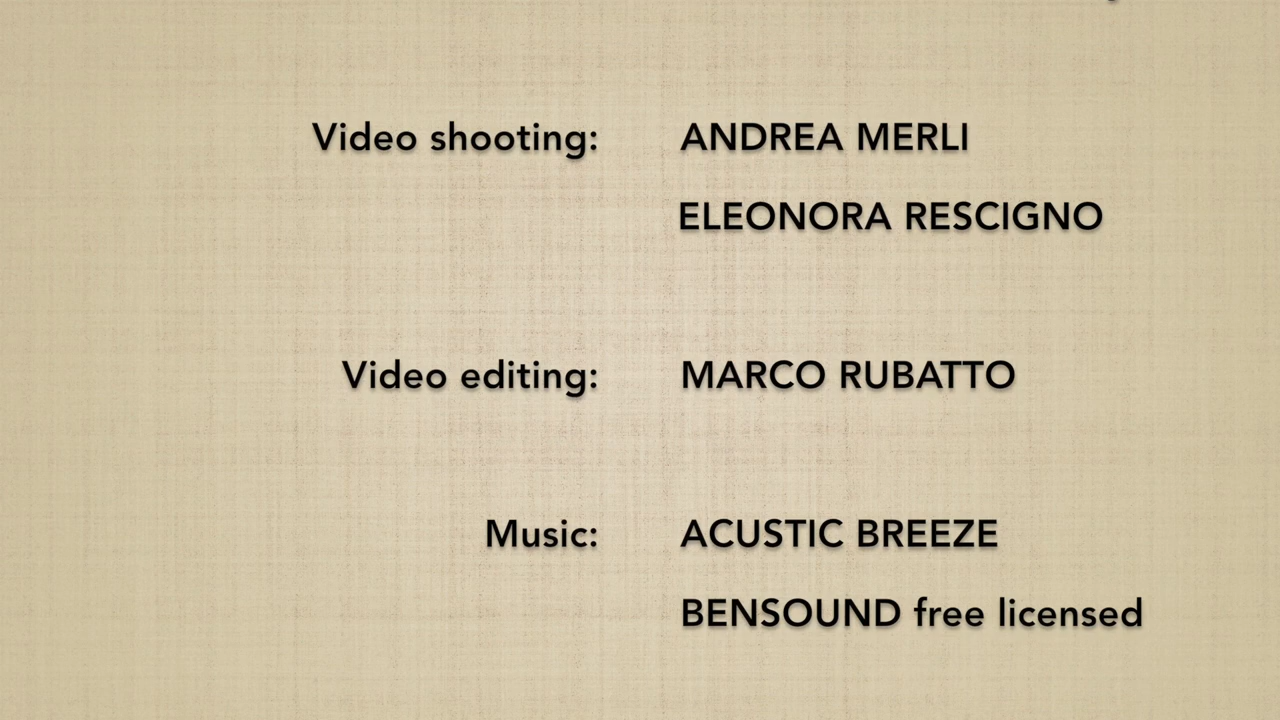 Video shooting: ANDREA MERLI
ELEONORA RESCIGNO
Video editing: MARCO RUBATTO
Music: ACUSTIC BREEZE
BENSOUND free licensed